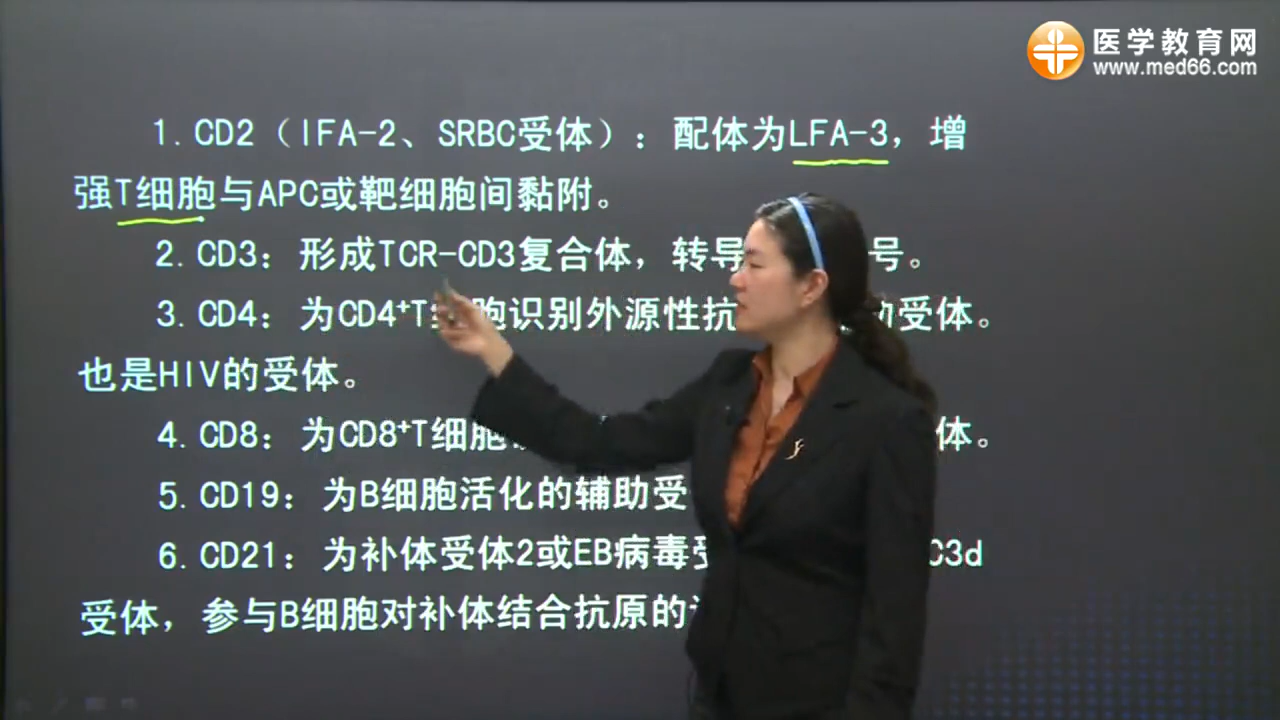 医学教育网
www.med66.com
1.CD2（IFA-2、SRBC受体）：配体为LFA-3，增
强T细胞与APC或靶细胞间黏附。
2.CD3：形成TCR-CD3复合体，转导 号。
3.CD4：为CD4+T细胞识别外源性抗 受体。
也是HIV的受体。
4.CD8：为CD8+T细胞 体。
5.CD19：为B细胞活化的辅助受
6.CD21：为补体受体2或EB病毒受 C3d
受体，参与B细胞对补体结合抗原的